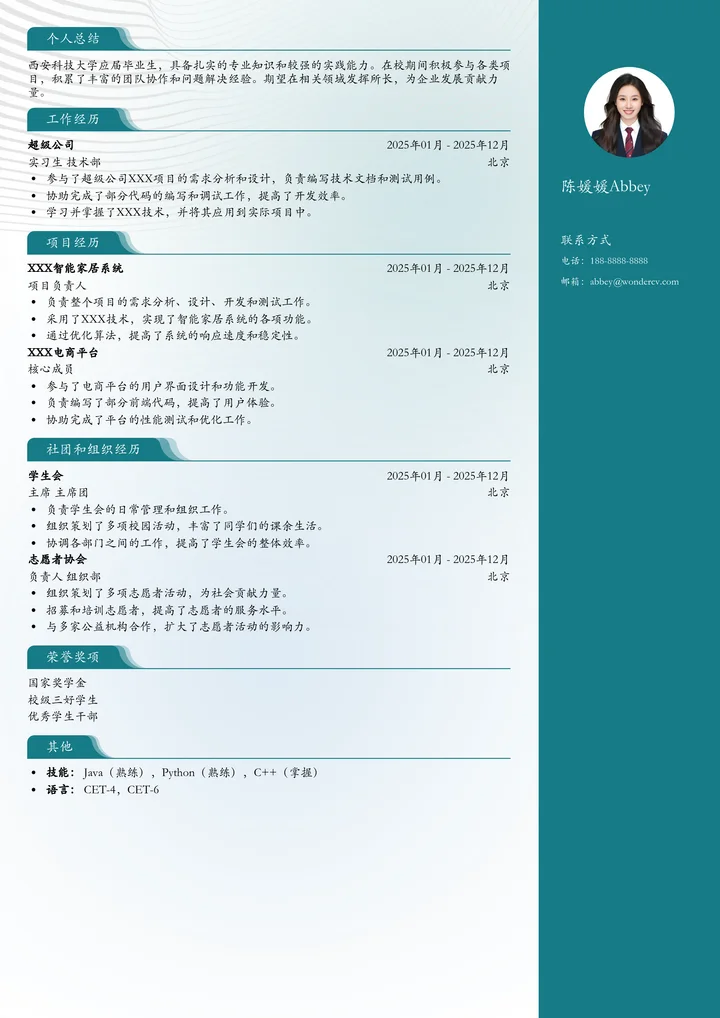 个人总结
西安科技大学应届毕业生，具备扎实的专业知识和较强的实践能力。在校期间积极参与各类项
目，积累了丰富的团队协作和问题解决经验。期望在相关领域发挥所长，为企业发展贡献力
量。
工作经历
超级公司 2025年01月 - 2025年12月
实习生 技术部 北京
• 参与了超级公司XXX项目的需求分析和设计，负责编写技术文档和测试用例。
• 协助完成了部分代码的编写和调试工作，提高了开发效率。
• 学习并掌握了XXX技术，并将其应用到实际项目中。
项目经历
XXX智能家居系统 2025年01月 - 2025年12月
项目负责人 北京
• 负责整个项目的需求分析、设计、开发和测试工作。
• 采用了XXX技术，实现了智能家居系统的各项功能。
• 通过优化算法，提高了系统的响应速度和稳定性。
XXX电商平台 2025年01月 - 2025年12月
核心成员 北京
• 参与了电商平台的用户界面设计和功能开发。
• 负责编写了部分前端代码，提高了用户体验。
• 协助完成了平台的性能测试和优化工作。
社团和组织经历
学生会 2025年01月 - 2025年12月
主席 主席团 北京
• 负责学生会的日常管理和组织工作。
• 组织策划了多项校园活动，丰富了同学们的课余生活。
• 协调各部门之间的工作，提高了学生会的整体效率。
志愿者协会 2025年01月 - 2025年12月
负责人 组织部 北京
• 组织策划了多项志愿者活动，为社会贡献力量。
• 招募和培训志愿者，提高了志愿者的服务水平。
• 与多家公益机构合作，扩大了志愿者活动的影响力。
荣誉奖项
国家奖学金
校级三好学生
优秀学生干部
其他
• 技能： Java（熟练）, Python（熟练）, C++（掌握）
• 语言： CET-4，CET-6
陈媛媛Abbey
联系方式
电话：188-8888-8888
邮箱：abbey@wondercv.com